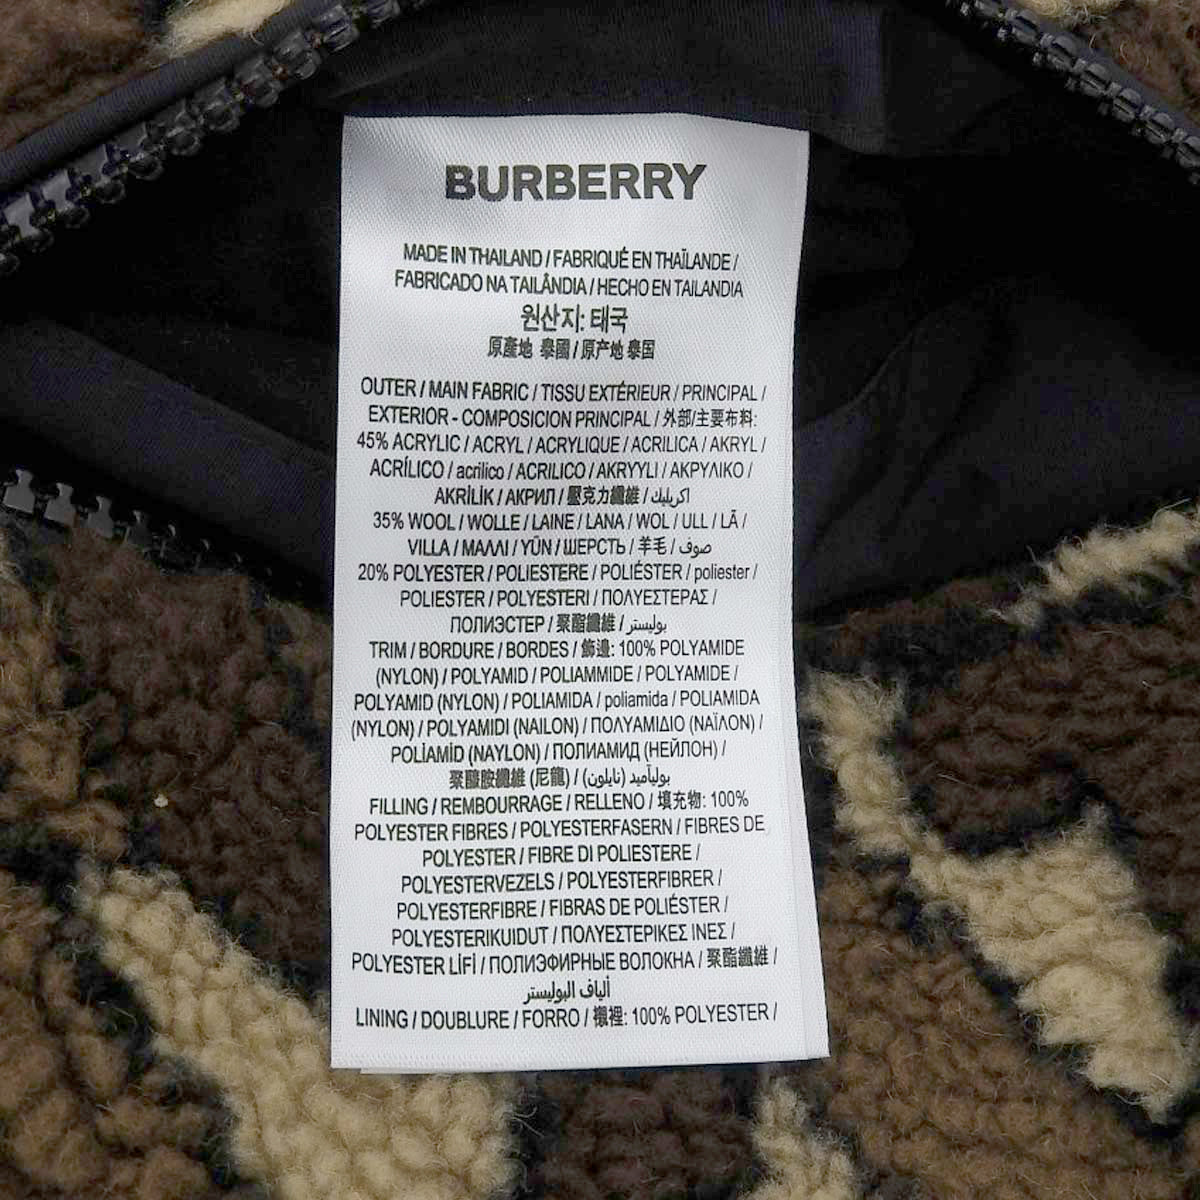 BURBERRY
MADE IN THAILAND / FABRIQUÉ EN THAÏLANDE /
FABRICADO NA TAILÂNDIA / HECHO EN TAILANDIA
원산지: 태국
原產地 泰國 / 原产地 泰国
OUTER / MAIN FABRIC / TISSU EXTÉRIEUR / PRINCIPAL /
EXTERIOR - COMPOSICION PRINCIPAL / 外部/主要布料:
45% ACRYLIC / ACRYL / ACRYLIQUE / ACRILICA / AKRYL /
ACRÍLICO / acrílico / ACRILICO / AKRYYLI / ΑΚΡΥΛΙΚΟ /
AKRİLİK / АКРИЛ / 壓克力纖維 / اكريليك
35% WOOL / WOLLE / LAINE / LANA / WOL / ULL / LÃ /
VILLA / ΜΑΛΛΙ / YÜN / ШЕРСТЬ / 羊毛 / صوف
20% POLYESTER / POLIESTERE / POLIÉSTER / poliester /
POLIESTER / POLYESTERI / ΠΟΛΥΕΣΤΕΡΑΣ /
ПОЛИЭСТЕР / 聚酯纖維 / بوليستر
TRIM / BORDURE / BORDES / 飾邊: 100% POLYAMIDE
(NYLON) / POLYAMID / POLIAMMIDE / POLYAMIDE /
POLYAMID (NYLON) / POLIAMIDA / poliamida / POLIAMIDA
(NYLON) / POLYAMIDI (NAILON) / ΠΟΛΥΑΜΙΔΙΟ (ΝΑΪΛΟΝ) /
POLİAMİD (NAYLON) / ПОЛИАМИД (НЕЙЛОН) /
聚醯胺纖維 (尼龍) / بوليآميد (نايلون)
FILLING / REMBOURRAGE / RELLENO / 填充物: 100%
POLYESTER FIBRES / POLYESTERFASERN / FIBRES DE
POLYESTER / FIBRE DI POLIESTERE /
POLYESTERVEZELS / POLYESTERFIBRER /
POLYESTERFIBRE / FIBRAS DE POLIÉSTER /
POLYESTERIKUIDUT / ΠΟΛΥΕΣΤΕΡΙΚΕΣ ΙΝΕΣ /
POLYESTER LİFİ / ПОЛИЭФИРНЫЕ ВОЛОКНА / 聚酯纖維 /
ألياف البوليستر
LINING / DOUBLURE / FORRO / 襯裡: 100% POLYESTER /